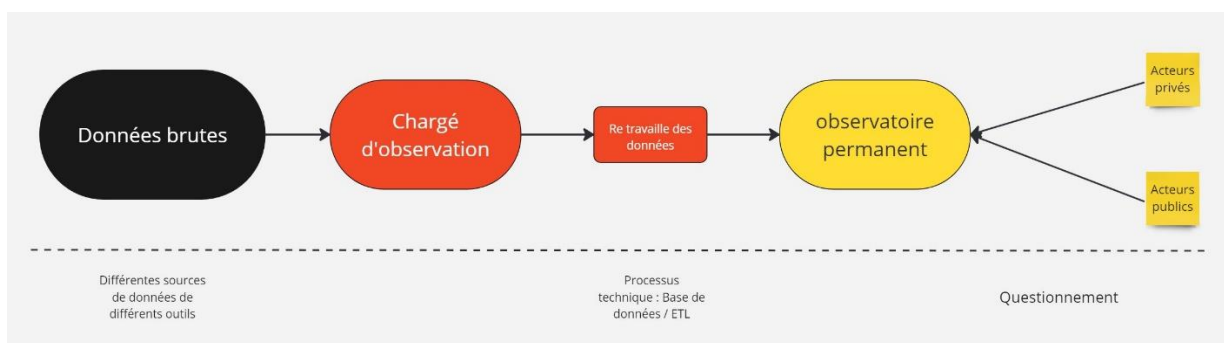 Données brutes
Chargé
d'observation
Re travaille des
données
observatoire
permanent
Acteurs
privés
Acteurs
publics
Différentes sources
de données de
différents outils
Processus
technique : Base de
données / ETL
Questionnement